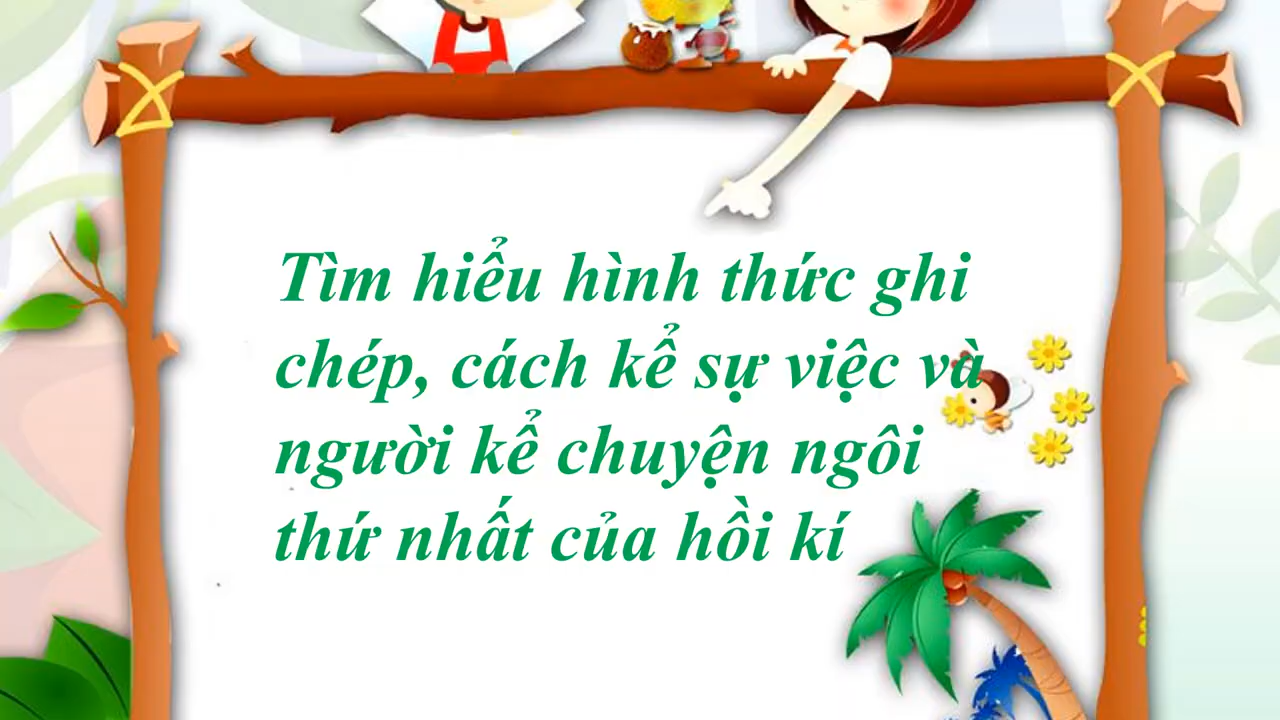 Tìm hiểu hình thức ghi
chép, cách kể sự việc và
người kể chuyện ngôi
thứ nhất của hồi kí